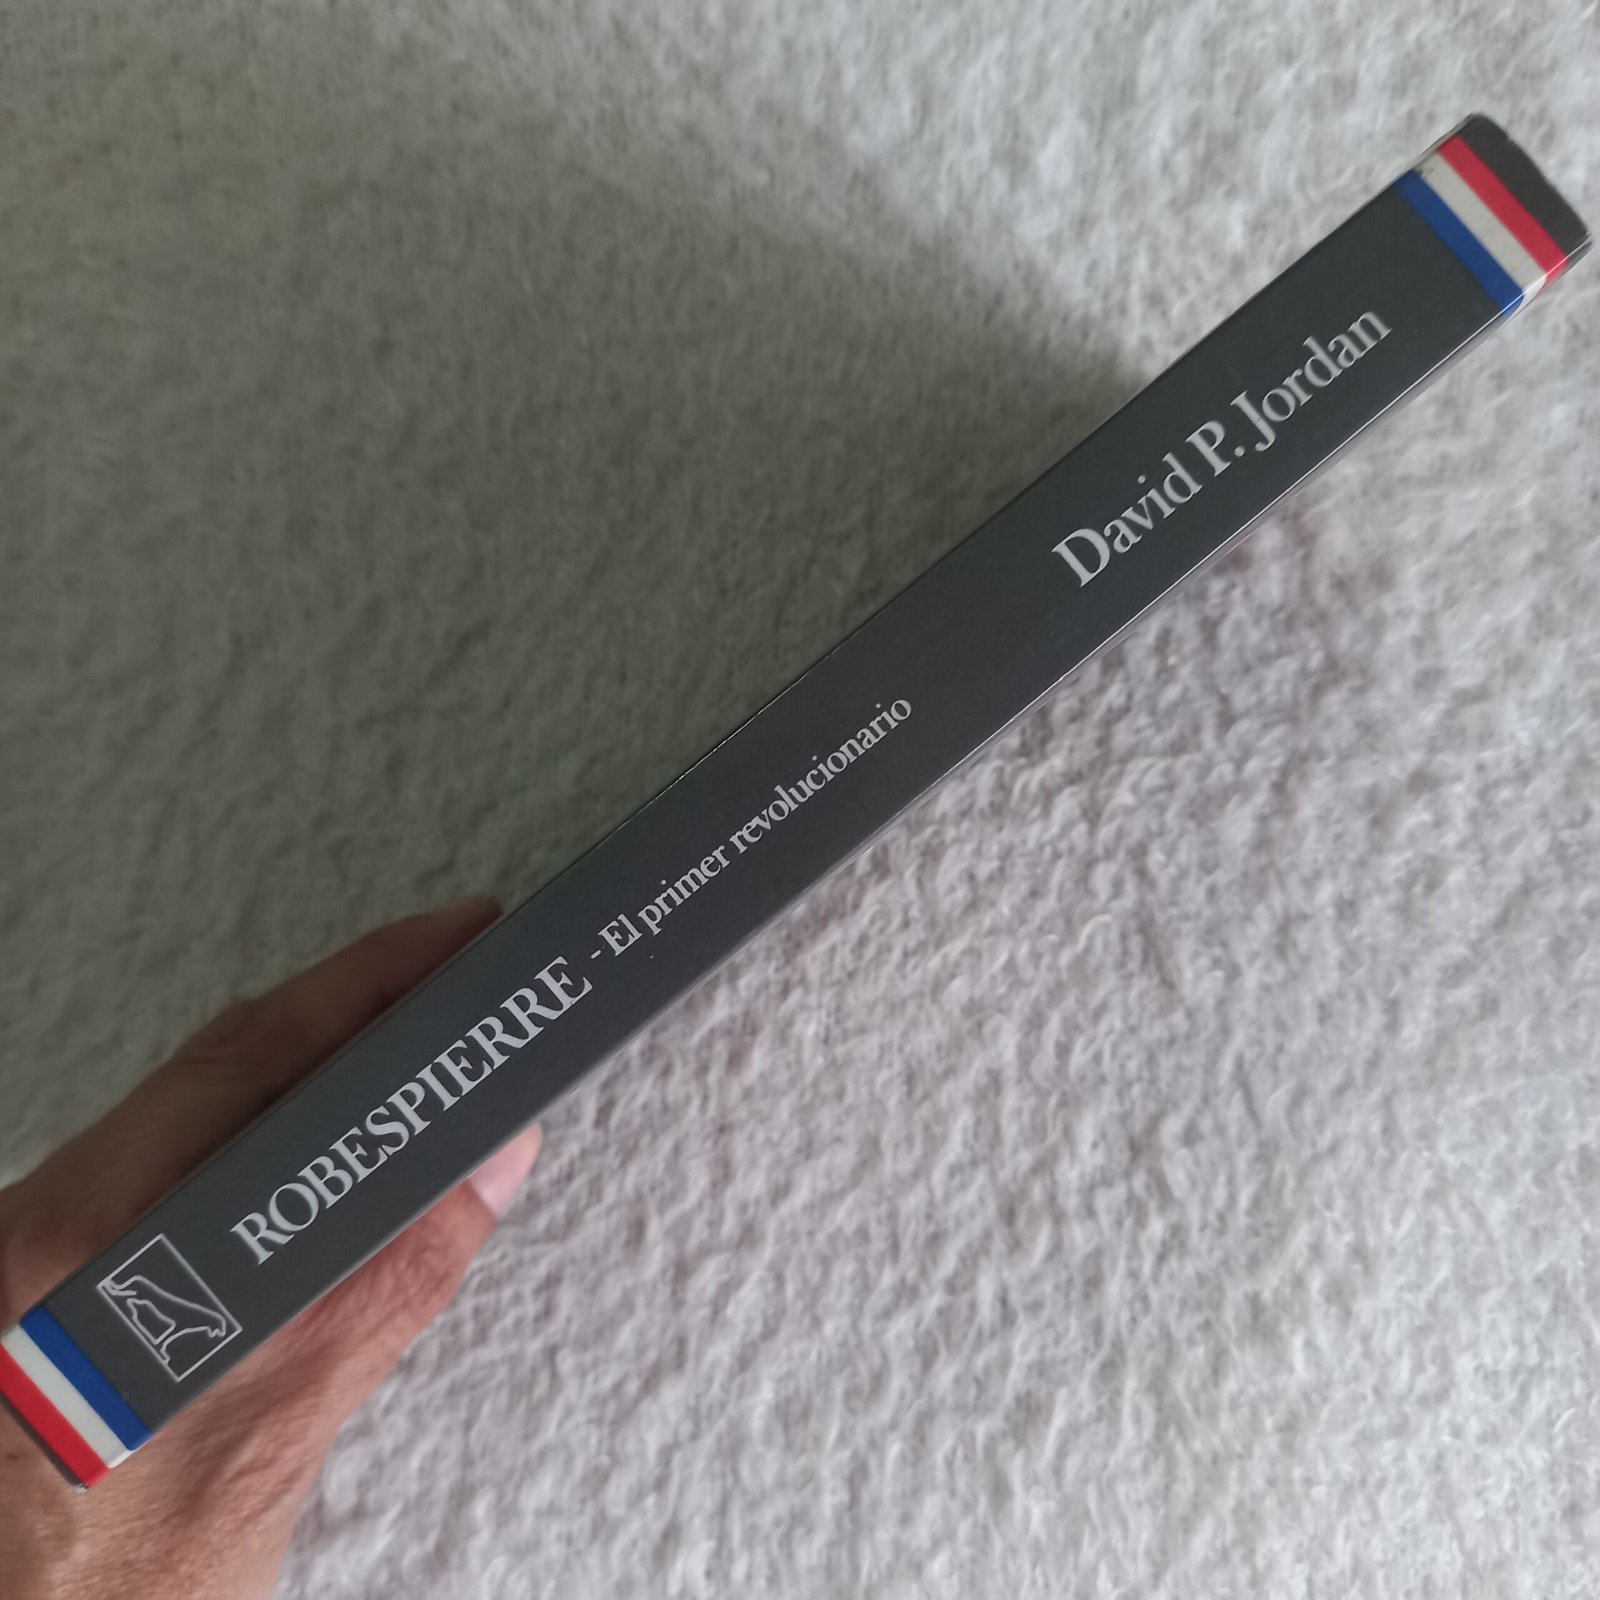 ROBESPIERRE - El primer revolucionario
David P. Jordan